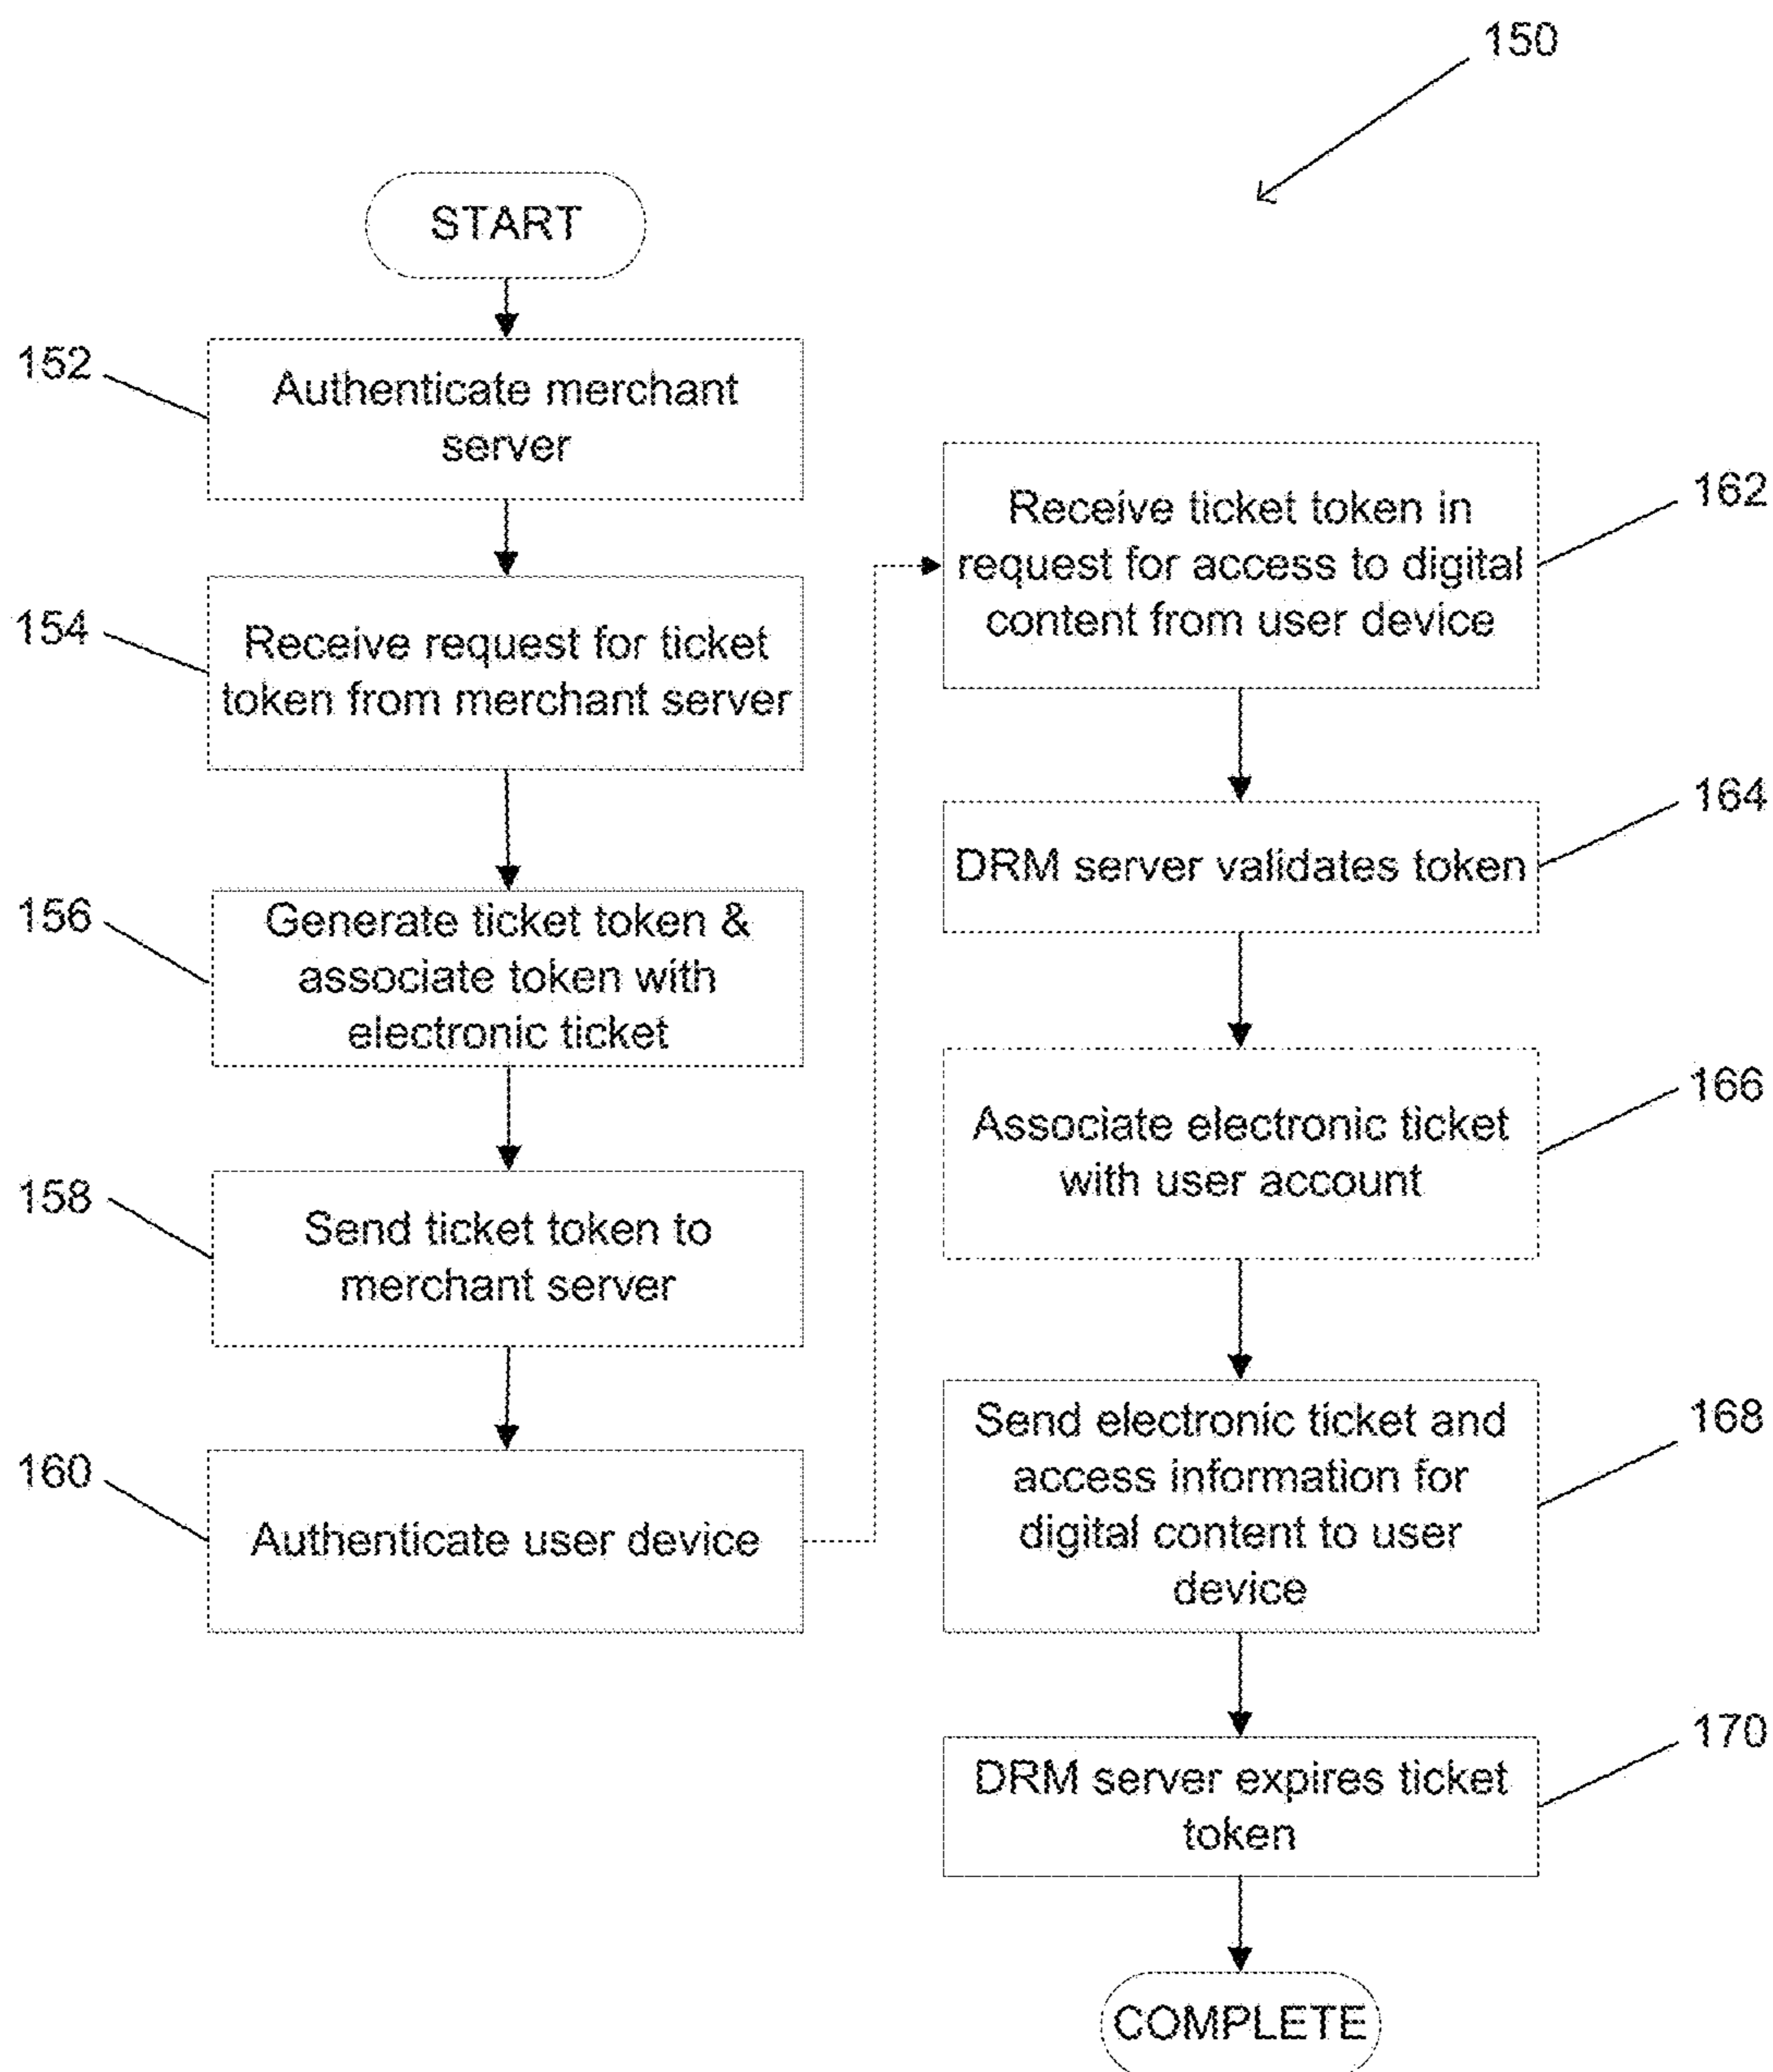 150
START
152
Authenticate merchant
server
154
Receive request for ticket
token from merchant server
156
Generate ticket token &
associate token with
electronic ticket
158
Send ticket token to
merchant server
160
Authenticate user device
162
Receive ticket token in
request for access to digital
content from user device
164
DRM server validates token
166
Associate electronic ticket
with user account
168
Send electronic ticket and
access information for
digital content to user
device
170
DRM server expires ticket
token
COMPLETE